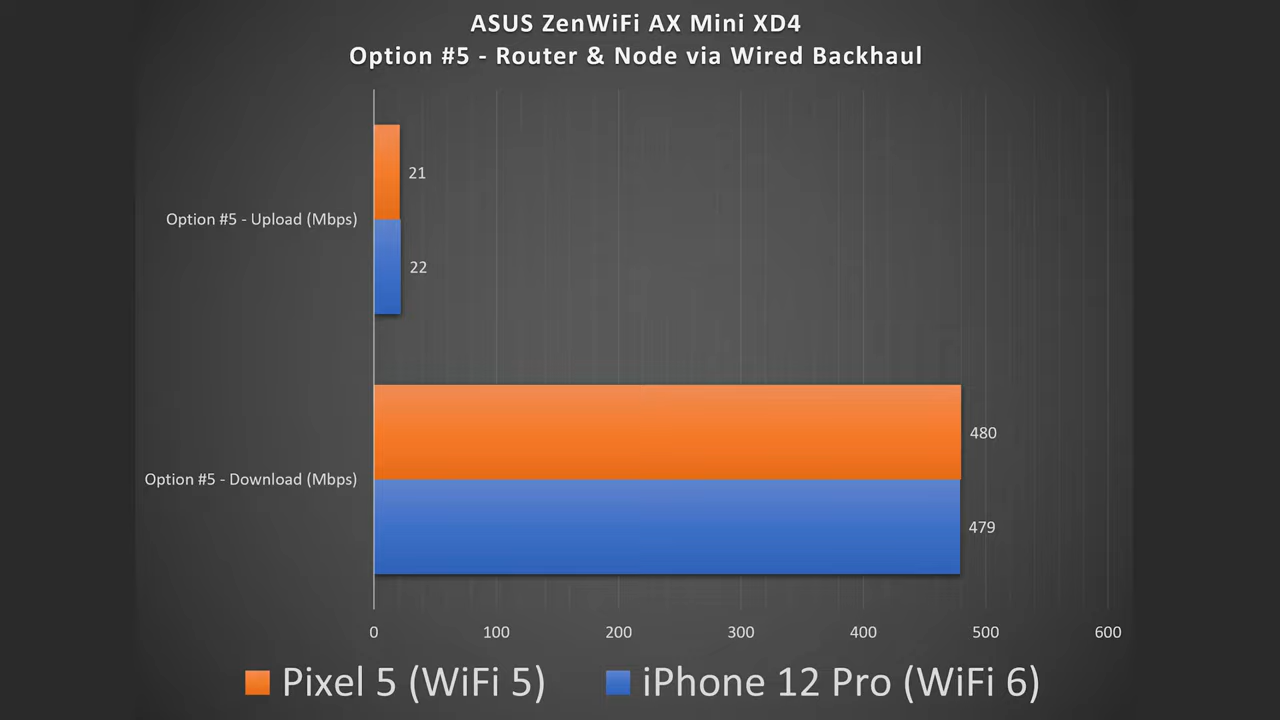 ASUS ZenWiFi AX Mini XD4
Option #5 - Router & Node via Wired Backhaul
21
Option #5 - Upload (Mbps)
22
480
Option #5 - Download (Mbps)
479
0 100 200 300 400 500 600
Pixel 5 (WiFi 5) iPhone 12 Pro (WiFi 6)